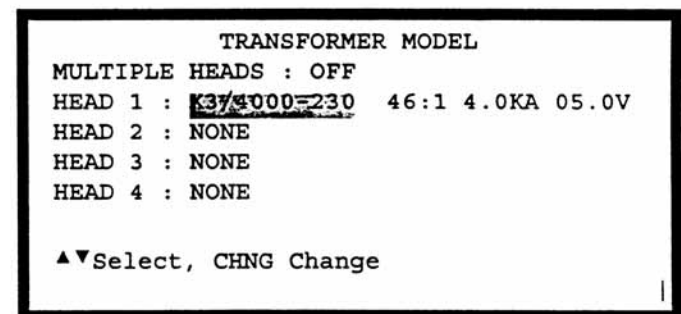 TRANSFORMER MODEL
MULTIPLE HEADS : OFF
HEAD 1 : K3/4000=230 46:1 4.0KA 05.0V
HEAD 2 : NONE
HEAD 3 : NONE
HEAD 4 : NONE
▲▼Select, CHNG Change